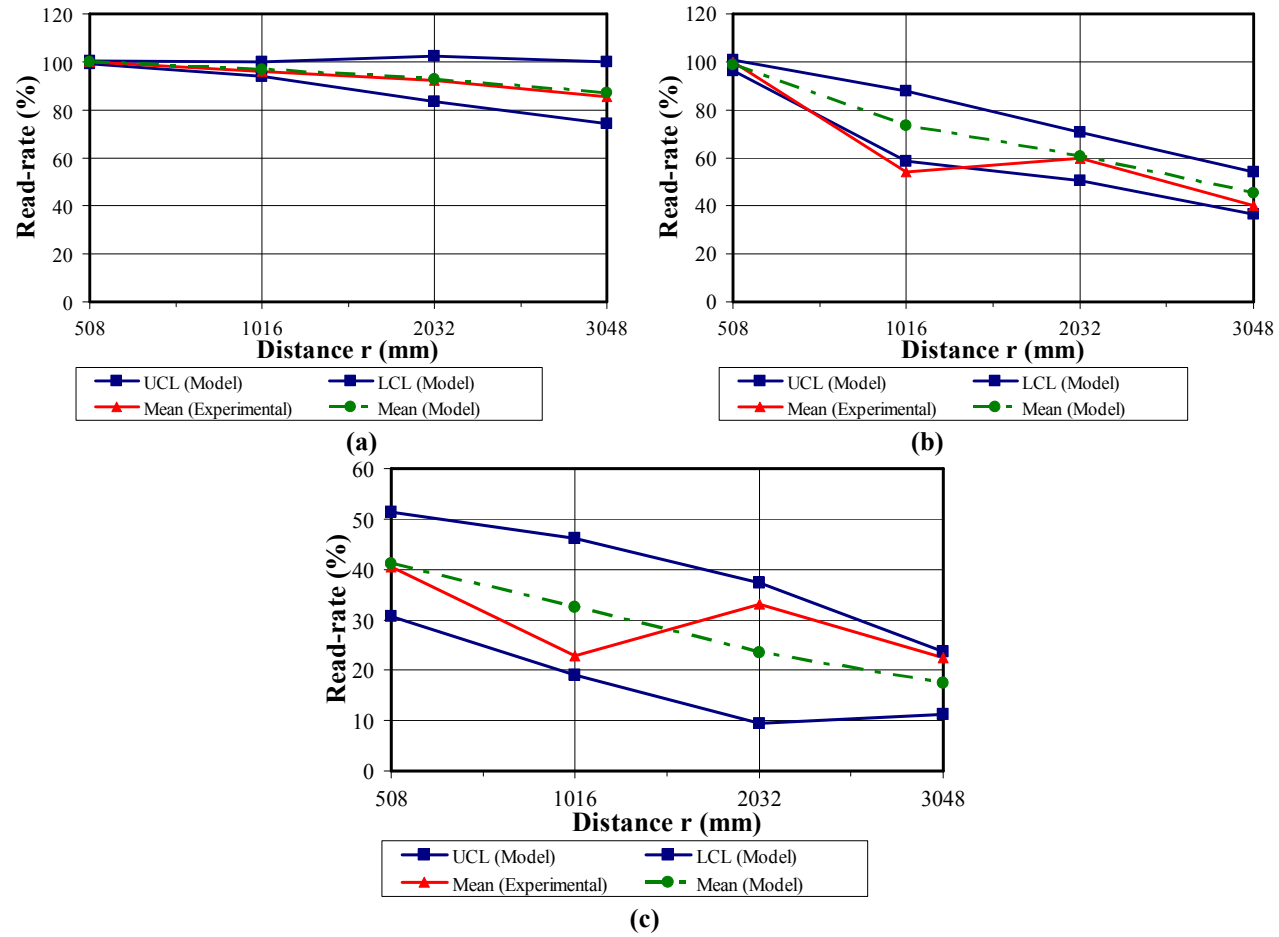 120
100
80
60
40
20
0
Read-rate (%)
508 1016 2032 3048
Distance r (mm)
UCL (Model) LCL (Model)
Mean (Experimental) Mean (Model)
(a)
120
100
80
60
40
20
0
Read-rate (%)
508 1016 2032 3048
Distance r (mm)
UCL (Model) LCL (Model)
Mean (Experimental) Mean (Model)
(b)
60
50
40
30
20
10
0
Read-rate (%)
508 1016 2032 3048
Distance r (mm)
UCL (Model) LCL (Model)
Mean (Experimental) Mean (Model)
(c)